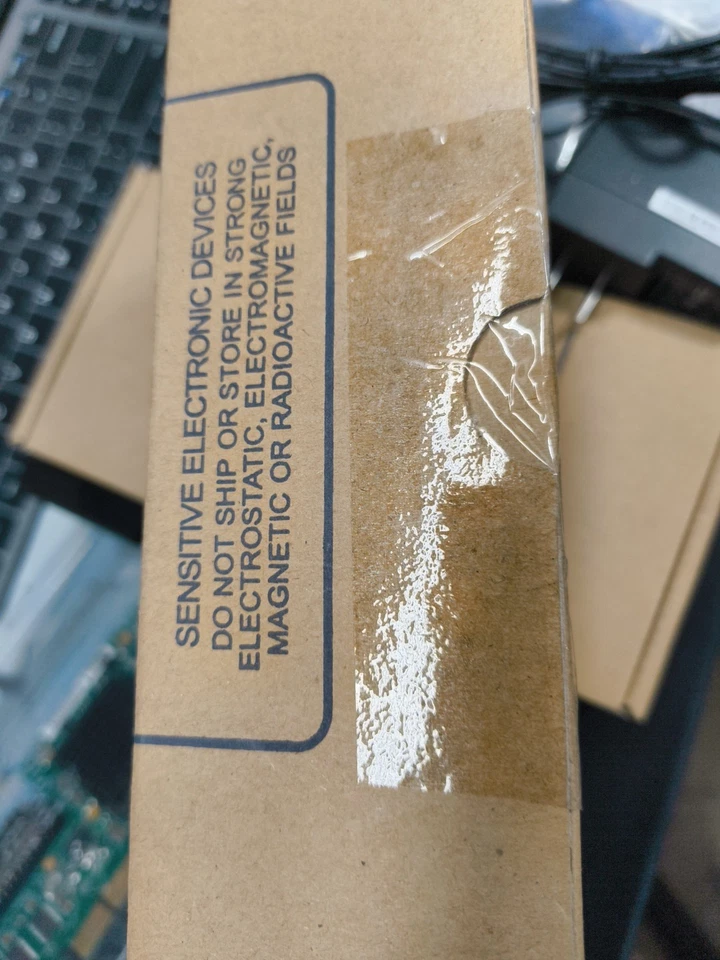 SENSITIVE ELECTRONIC DEVICES
DO NOT SHIP OR STORE IN STRONG
ELECTROSTATIC, ELECTROMAGNETIC,
MAGNETIC OR RADIOACTIVE FIELDS